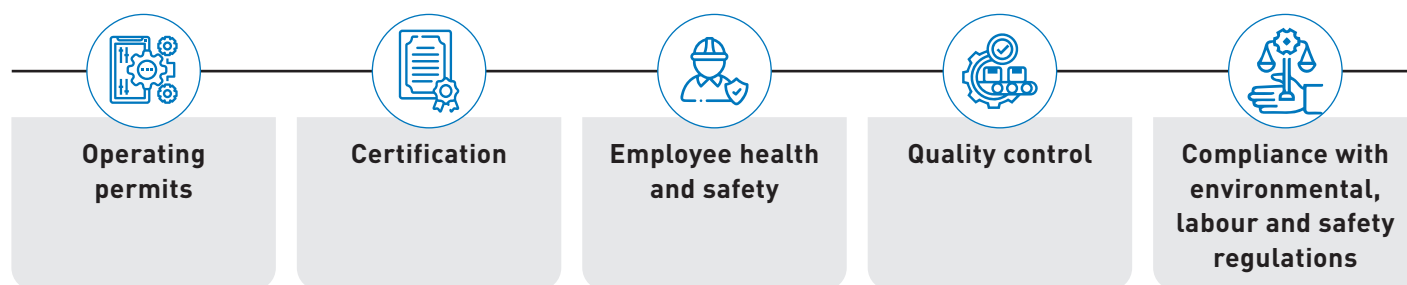 Operating
permits
Certification
Employee health
and safety
Quality control
Compliance with
environmental,
labour and safety
regulations